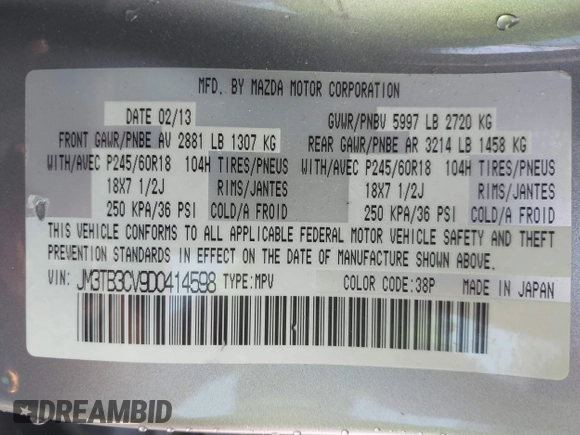 MFD. BY MAZDA MOTOR CORPORATION
DATE 02/13 GVWR/PNBV 5997 LB 2720 KG
FRONT GAWR/PNBE AV 2881 LB 1307 KG REAR GAWR/PNBE AR 3214 LB 1458 KG
WITH/AVEC P245/60R18 104H TIRES/PNEUS WITH/AVEC P245/60R18 104H TIRES/PNEUS
18X7 1/2J RIMS/JANTES 18X7 1/2J RIMS/JANTES
250 KPA/36 PSI COLD/A FROID 250 KPA/36 PSI COLD/A FROID
THIS VEHICLE CONFORMS TO ALL APPLICABLE FEDERAL MOTOR VEHICLE SAFETY AND THEFT
PREVENTION STANDARDS IN EFFECT ON THE DATE OF MANUFACTURE SHOWN ABOVE.
VIN: JM3TB3CV9D0414598 TYPE:MPV COLOR CODE:38P MADE IN JAPAN
DREAMBID